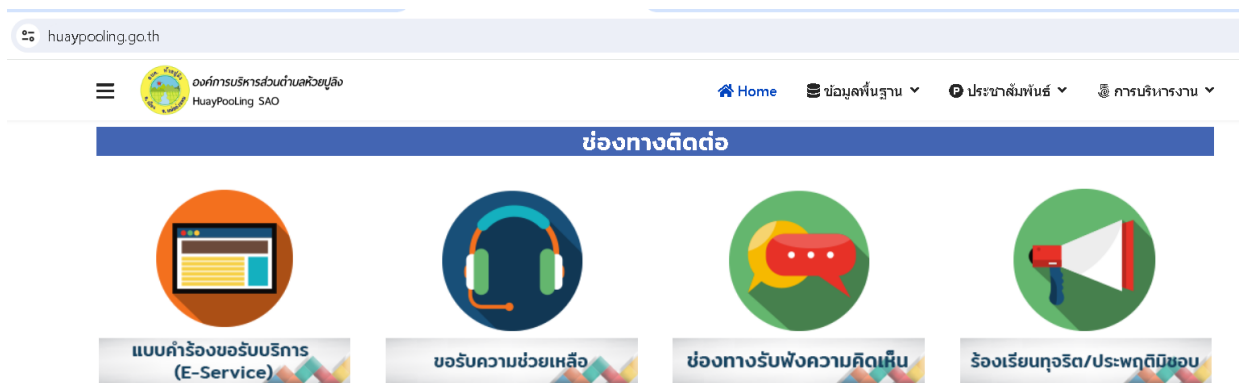 huaypooling.go.th
องค์การบริหารส่วนตำบลห้วยปูลิง
HuayPooLing SAO
Home ข้อมูลพื้นฐาน ประชาสัมพันธ์ การบริหารงาน
ช่องทางติดต่อ
แบบคำร้องขอรับบริการ
(E-Service)
ขอรับความช่วยเหลือ
ช่องทางรับฟังความคิดเห็น
ร้องเรียนทุจริต/ประพฤติมิชอบ